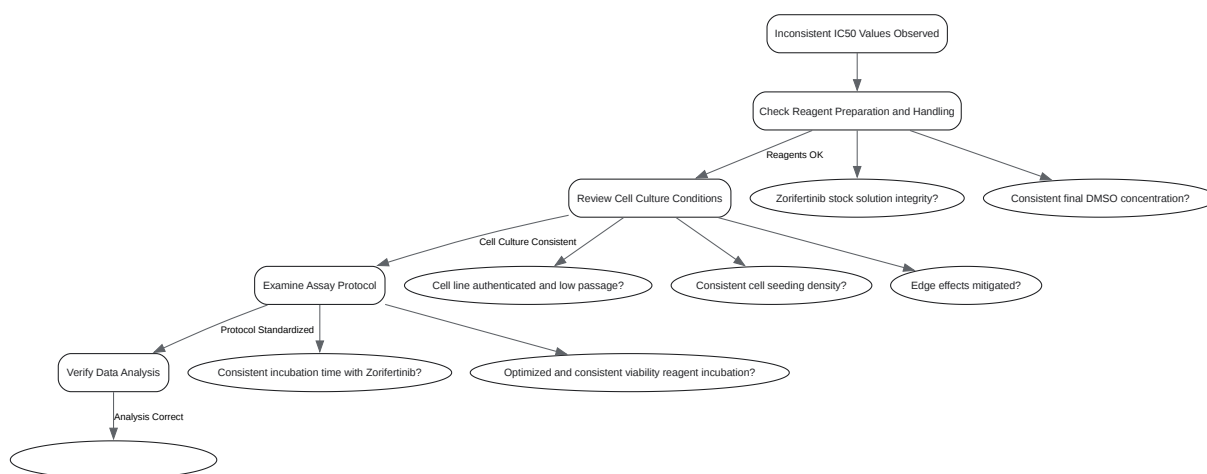 Inconsistent IC50 Values Observed
Check Reagent Preparation and Handling
Reagents OK
Review Cell Culture Conditions
Zorifertinib stock solution integrity?
Consistent final DMSO concentration?
Cell Culture Consistent
Examine Assay Protocol
Cell line authenticated and low passage?
Consistent cell seeding density?
Edge effects mitigated?
Protocol Standardized
Verify Data Analysis
Consistent incubation time with Zorifertinib?
Optimized and consistent viability reagent incubation?
Analysis Correct